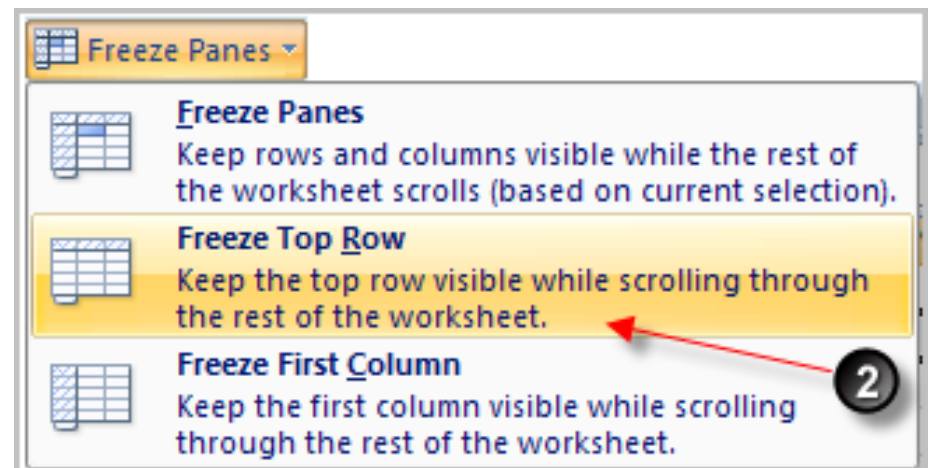 Freeze Panes
Freeze Panes
Keep rows and columns visible while the rest of
the worksheet scrolls (based on current selection).
Freeze Top Row
Keep the top row visible while scrolling through
the rest of the worksheet.
2
Freeze First Column
Keep the first column visible while scrolling
through the rest of the worksheet.